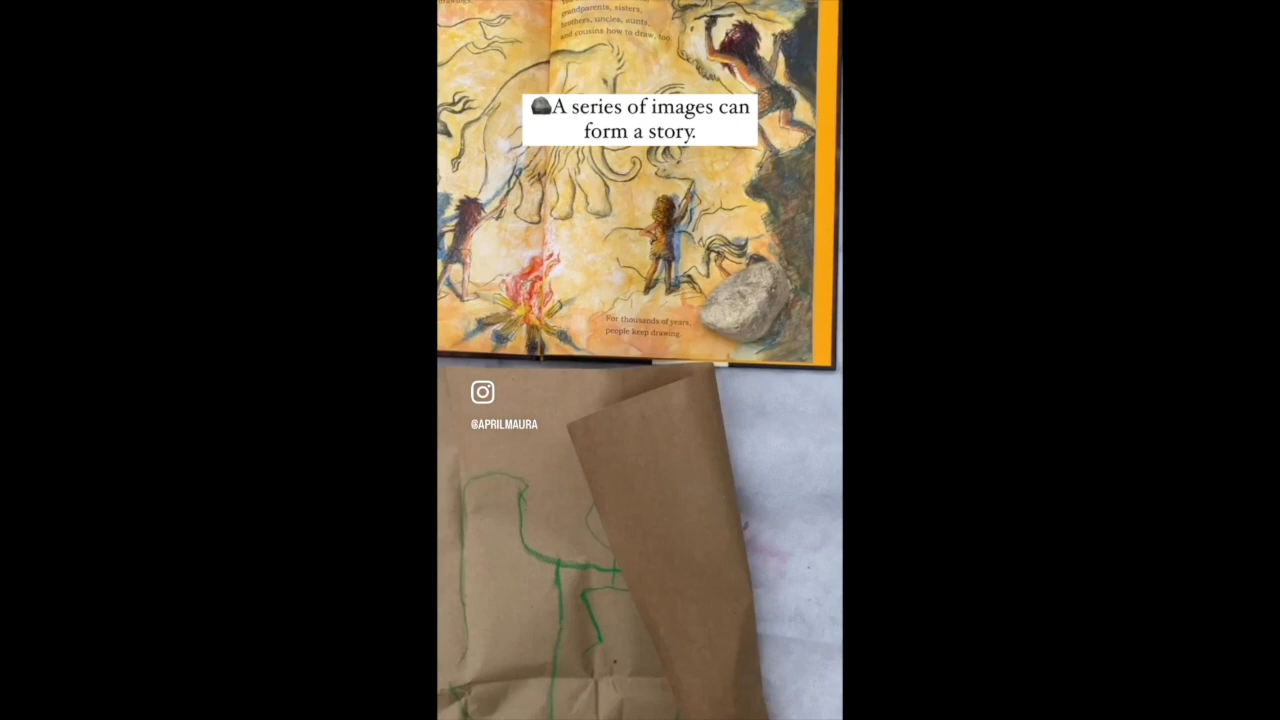 drawings.
grandparents, sisters,
brothers, uncles, aunts,
and cousins how to draw, too.
A series of images can
form a story.
For thousands of years,
people keep drawing.
@APRILMAURA